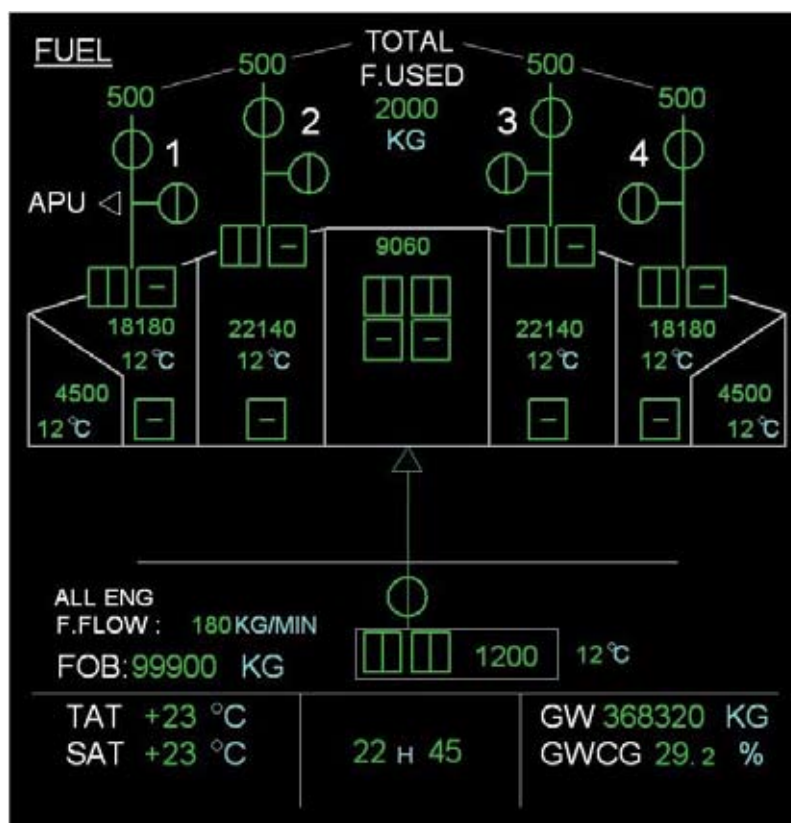 FUEL
TOTAL
F.USED
2000
KG
500
500
500
500
1
2
3
4
APU
9060
18180
12 °C
22140
12 °C
22140
12 °C
18180
12 °C
4500
12 °C
4500
12 °C
ALL ENG
F.FLOW : 180 KG/MIN
FOB: 99900 KG
1200 12 °C
TAT +23 °C
SAT +23 °C
22 H 45
GW 368320 KG
GWCG 29.2 %